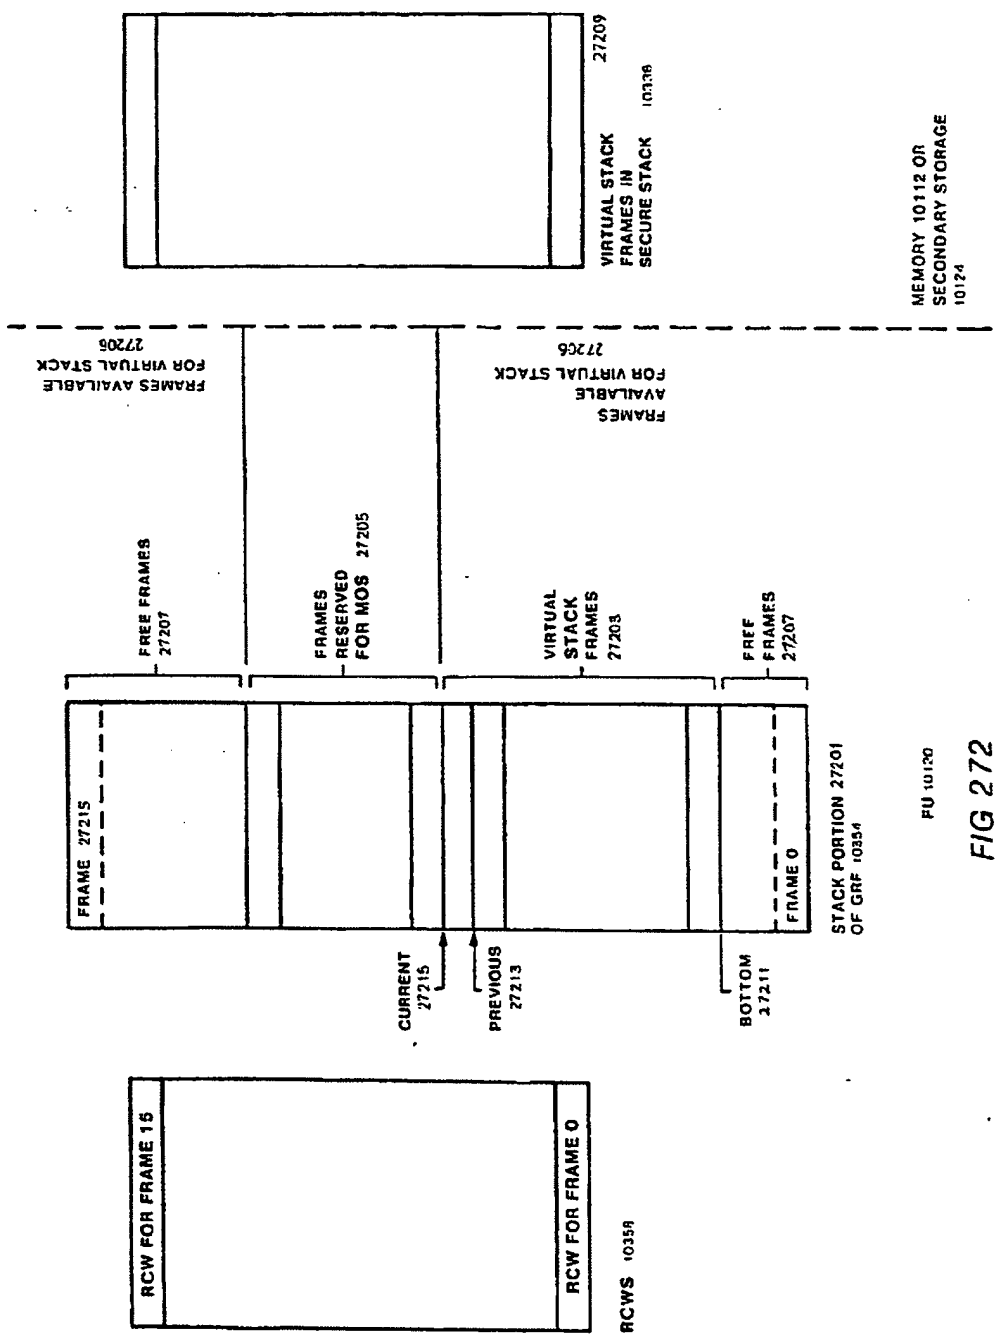 RCW FOR FRAME 15
RCW FOR FRAME 0
RCWS 10358
FRAME 27215
CURRENT
27215
PREVIOUS
27213
BOTTOM
27211
FRAME 0
STACK PORTION 27201
OF GRF 10354
FREE FRAMES
27207
FRAMES
RESERVED
FOR MOS 27205
VIRTUAL
STACK
FRAMES
27203
FREE
FRAMES
27207
FRAMES AVAILABLE
FOR VIRTUAL STACK
27206
FRAMES
AVAILABLE
FOR VIRTUAL STACK
27206
27209
VIRTUAL STACK
FRAMES IN
SECURE STACK 10336
FU 10120
MEMORY 10112 OR
SECONDARY STORAGE
10124
FIG 272